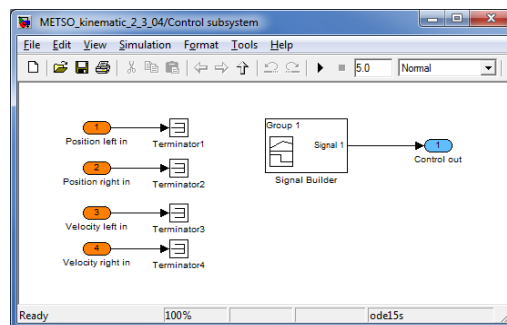 METSO_kinematic_2_3_04/Control subsystem
File Edit View Simulation Format Tools Help
5.0 Normal
1
Position left in
Terminator1
2
Position right in
Terminator2
3
Velocity left in
Terminator3
4
Velocity right in
Terminator4
Group 1
Signal 1
Signal Builder
1
Control out
Ready 100% ode15s